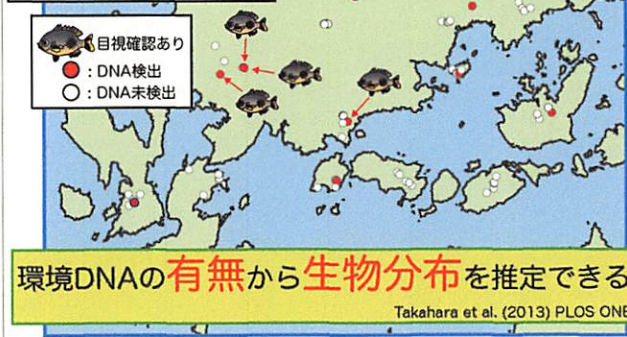 目視確認あり
：DNA検出
：DNA未検出
環境DNAの有無から生物分布を推定できる
Takahara et al. (2013) PLOS ONE